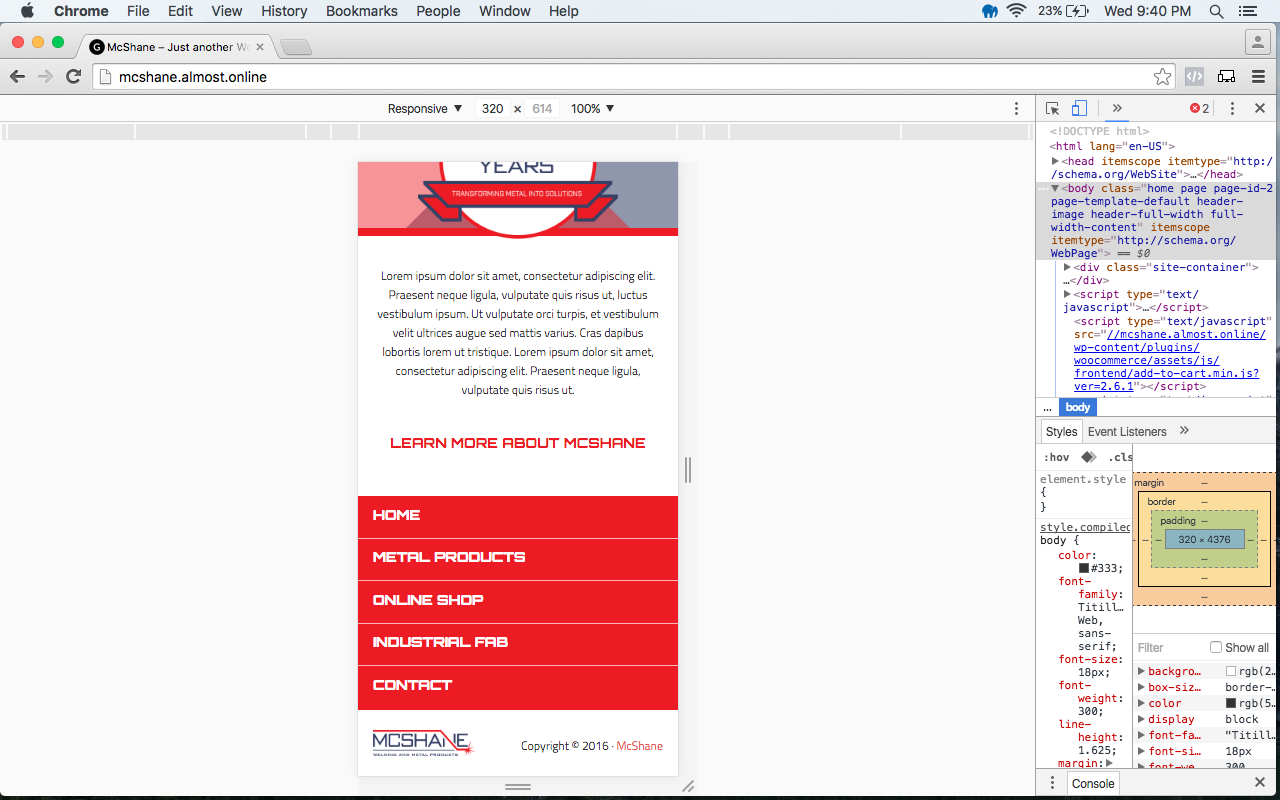 Chrome File Edit View History Bookmarks People Window Help 23% Wed 9:40 PM
McShane – Just another Wo
mcshane.almost.online
Responsive ▼ 320 × 614 100% ▼
YEARS
TRANSFORMING METAL INTO SOLUTIONS
Lorem ipsum dolor sit amet, consectetur adipiscing elit.
Praesent neque ligula, vulputate quis risus ut, luctus
vestibulum ipsum. Ut vulputate orci turpis, et vestibulum
velit ultrices augue sed mattis varius. Cras dapibus
lobortis lorem ut tristique. Lorem ipsum dolor sit amet,
consectetur adipiscing elit. Praesent neque ligula,
vulputate quis risus ut.
LEARN MORE ABOUT MCSHANE
HOME
METAL PRODUCTS
ONLINE SHOP
INDUSTRIAL FAB
CONTACT
MCSHANE
WELDING AND METAL PRODUCTS
Copyright © 2016 · McShane
» 2
<!DOCTYPE html>
<html lang="en-US">
▶<head itemscope itemtype="http:/
/schema.org/WebSite">…</head>
…▼<body class="home page page-id-2
page-template-default header-
image header-full-width full-
width-content" itemscope
itemtype="http://schema.org/
WebPage"> == $0
▶<div class="site-container">
…</div>
▶<script type="text/
javascript">…</script>
<script type="text/javascript"
src="//mcshane.almost.online/
wp-content/plugins/
woocommerce/assets/js/
frontend/add-to-cart.min.js?
ver=2.6.1"></script>
... body
Styles Event Listeners »
:hov .cls
element.style
{
}
style.compiled
body {
color:
#333;
font-
family:
Titill…
Web,
sans-
serif;
font-size:
18px;
font-
weight:
300;
line-
height:
1.625;
margin:▶
margin –
border –
padding –
– – – 320 × 4376 – – –
–
–
–
Filter Show all
▶ backgro… rgb(2…
▶ box-siz… border-…
▶ color rgb(5…
▶ display block
▶ font-fa… "Titill…
▶ font-si… 18px
▶ font-we… 300
Console